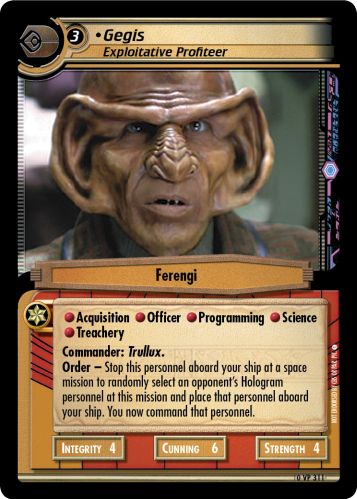 3 • Gegis
Exploitative Profiteer
Ferengi
• Acquisition • Officer • Programming • Science
• Treachery
Commander: Trullux.
Order – Stop this personnel aboard your ship at a space
mission to randomly select an opponent's Hologram
personnel at this mission and place that personnel aboard
your ship. You now command that personnel.
INTEGRITY 4 CUNNING 6 STRENGTH 4
0 VP 311